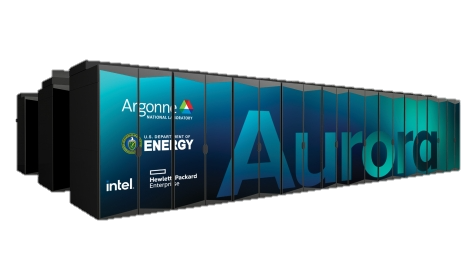 Argonne
NATIONAL LABORATORY
U.S. DEPARTMENT OF
ENERGY
intel.
Hewlett Packard
Enterprise
Aurora